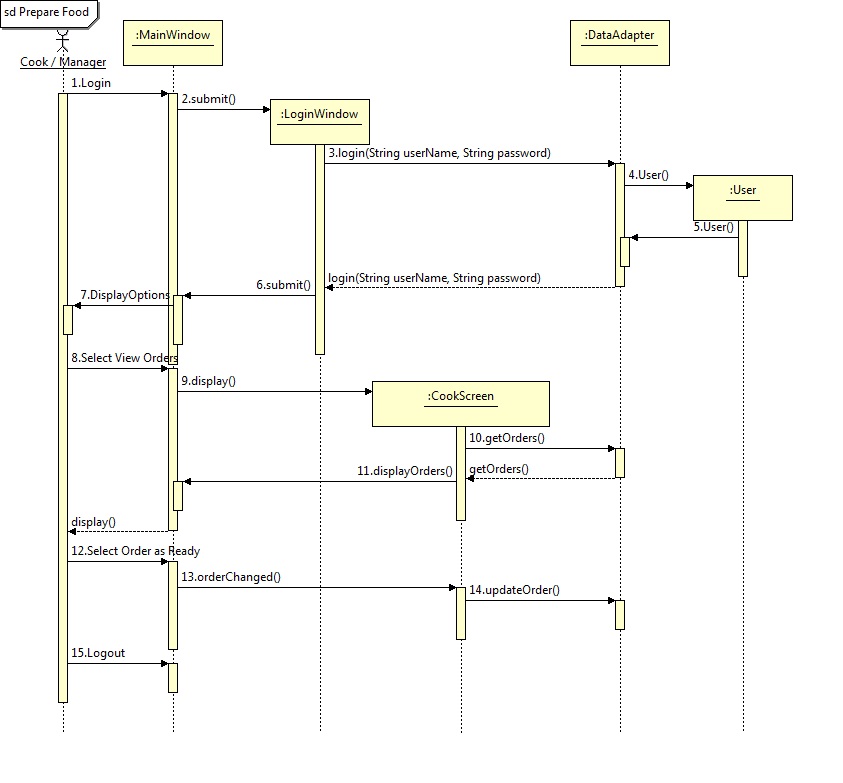 sd Prepare Food
Cook / Manager
:MainWindow
:DataAdapter
1.Login
2.submit()
:LoginWindow
3.login(String userName, String password)
4.User()
:User
5.User()
login(String userName, String password)
6.submit()
7.DisplayOptions
8.Select View Orders
9.display()
:CookScreen
10.getOrders()
11.displayOrders()
getOrders()
display()
12.Select Order as Ready
13.orderChanged()
14.updateOrder()
15.Logout